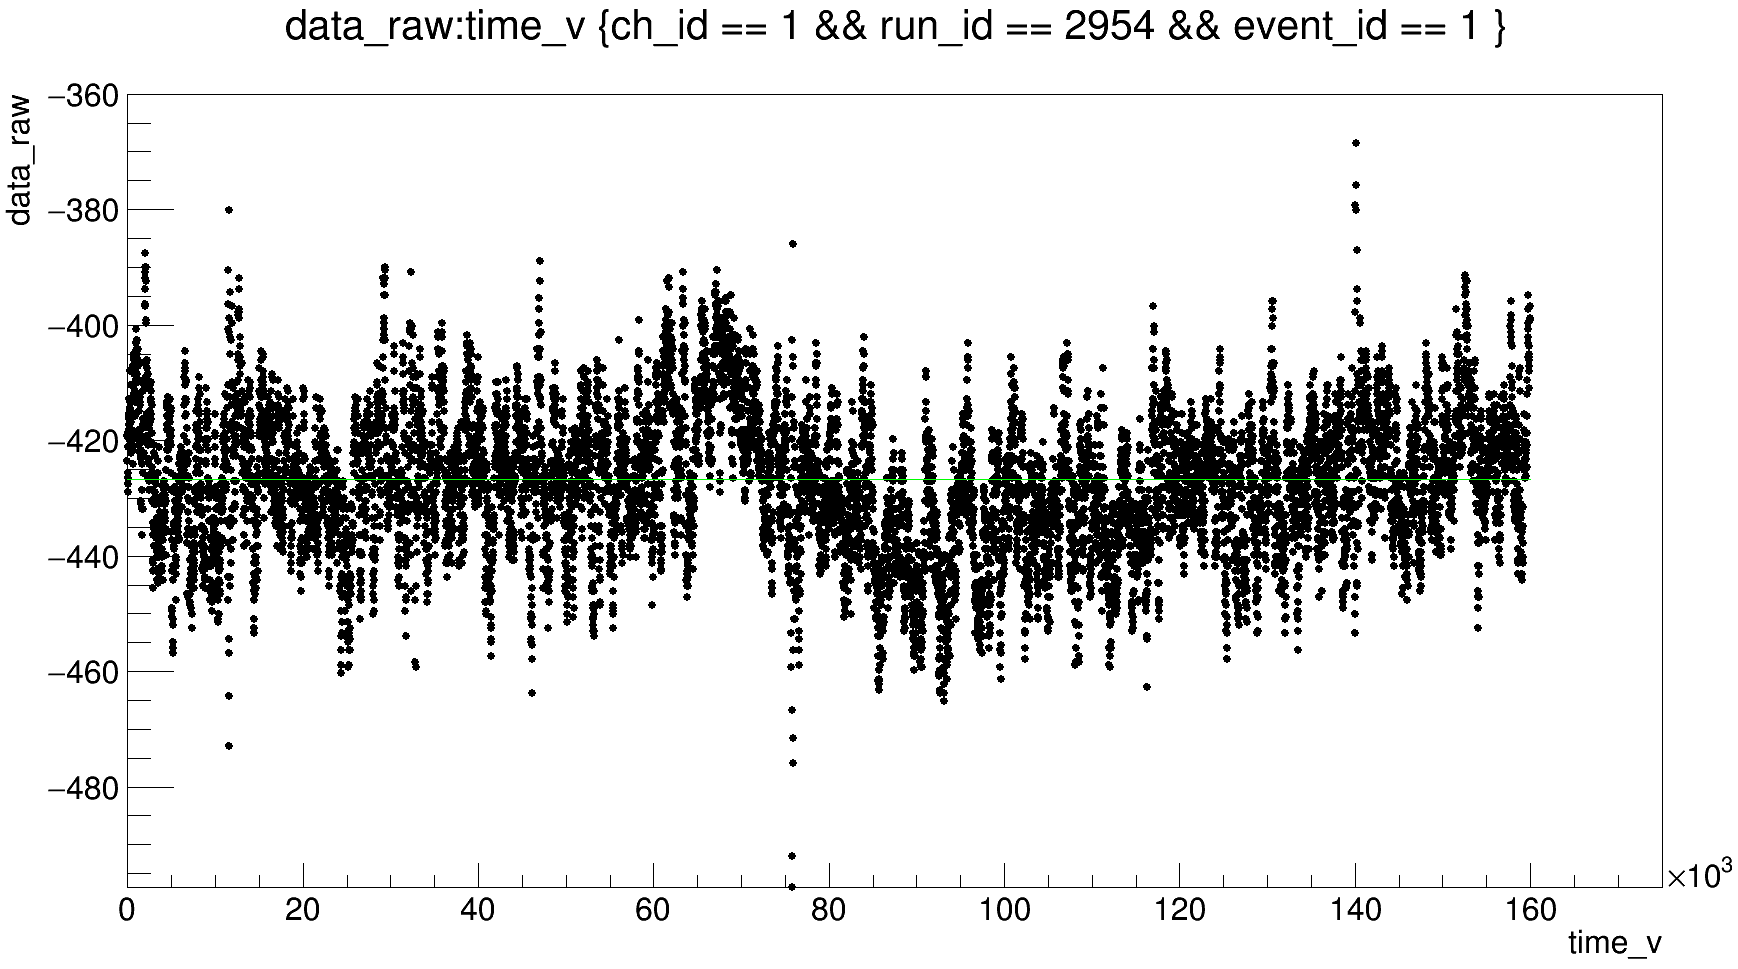 data_raw:time_v {ch_id == 1 && run_id == 2954 && event_id == 1 }
data_raw
−360
−380
−400
−420
−440
−460
−480
0 20 40 60 80 100 120 140 160
×10³
time_v